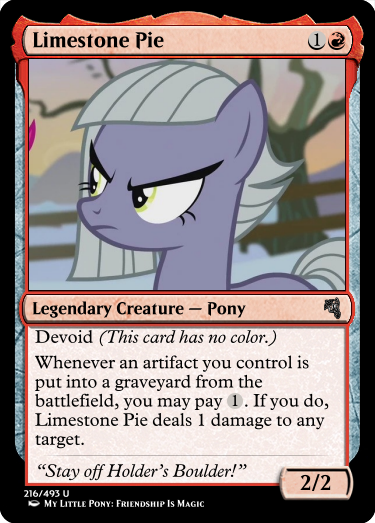 Limestone Pie 1
Legendary Creature — Pony
Devoid (This card has no color.)
Whenever an artifact you control is
put into a graveyard from the
battlefield, you may pay 1. If you do,
Limestone Pie deals 1 damage to any
target.
“Stay off Holder’s Boulder!”
2/2
216/493 U
My Little Pony: Friendship Is Magic